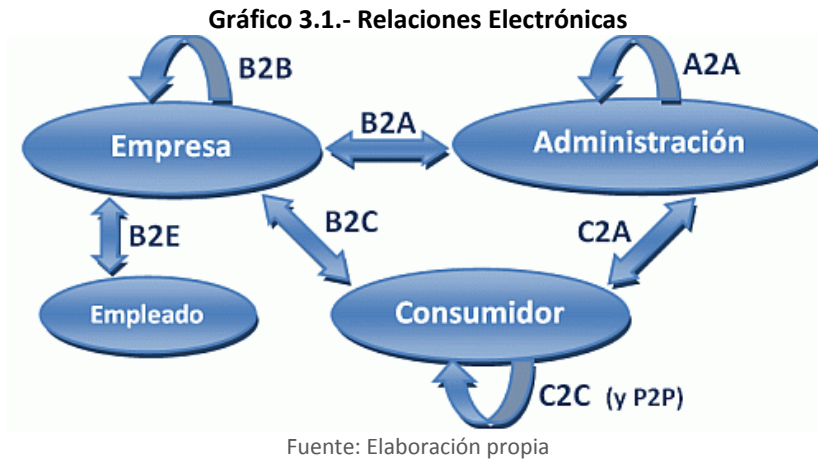 Gráfico 3.1.- Relaciones Electrónicas
B2B
A2A
B2A
Empresa
Administración
B2E
B2C
C2A
Empleado
Consumidor
C2C (y P2P)
Fuente: Elaboración propia